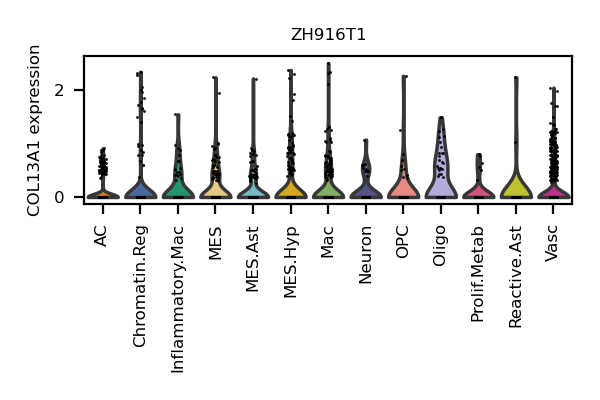 ZH916T1
COL13A1 expression
2
0
AC
Chromatin.Reg
Inflammatory.Mac
MES
MES.Ast
MES.Hyp
Mac
Neuron
OPC
Oligo
Prolif.Metab
Reactive.Ast
Vasc